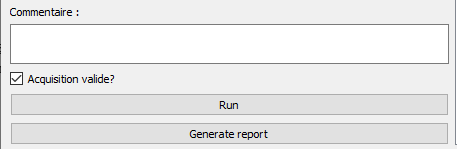 Commentaire :
Acquisition valide?
Run
Generate report